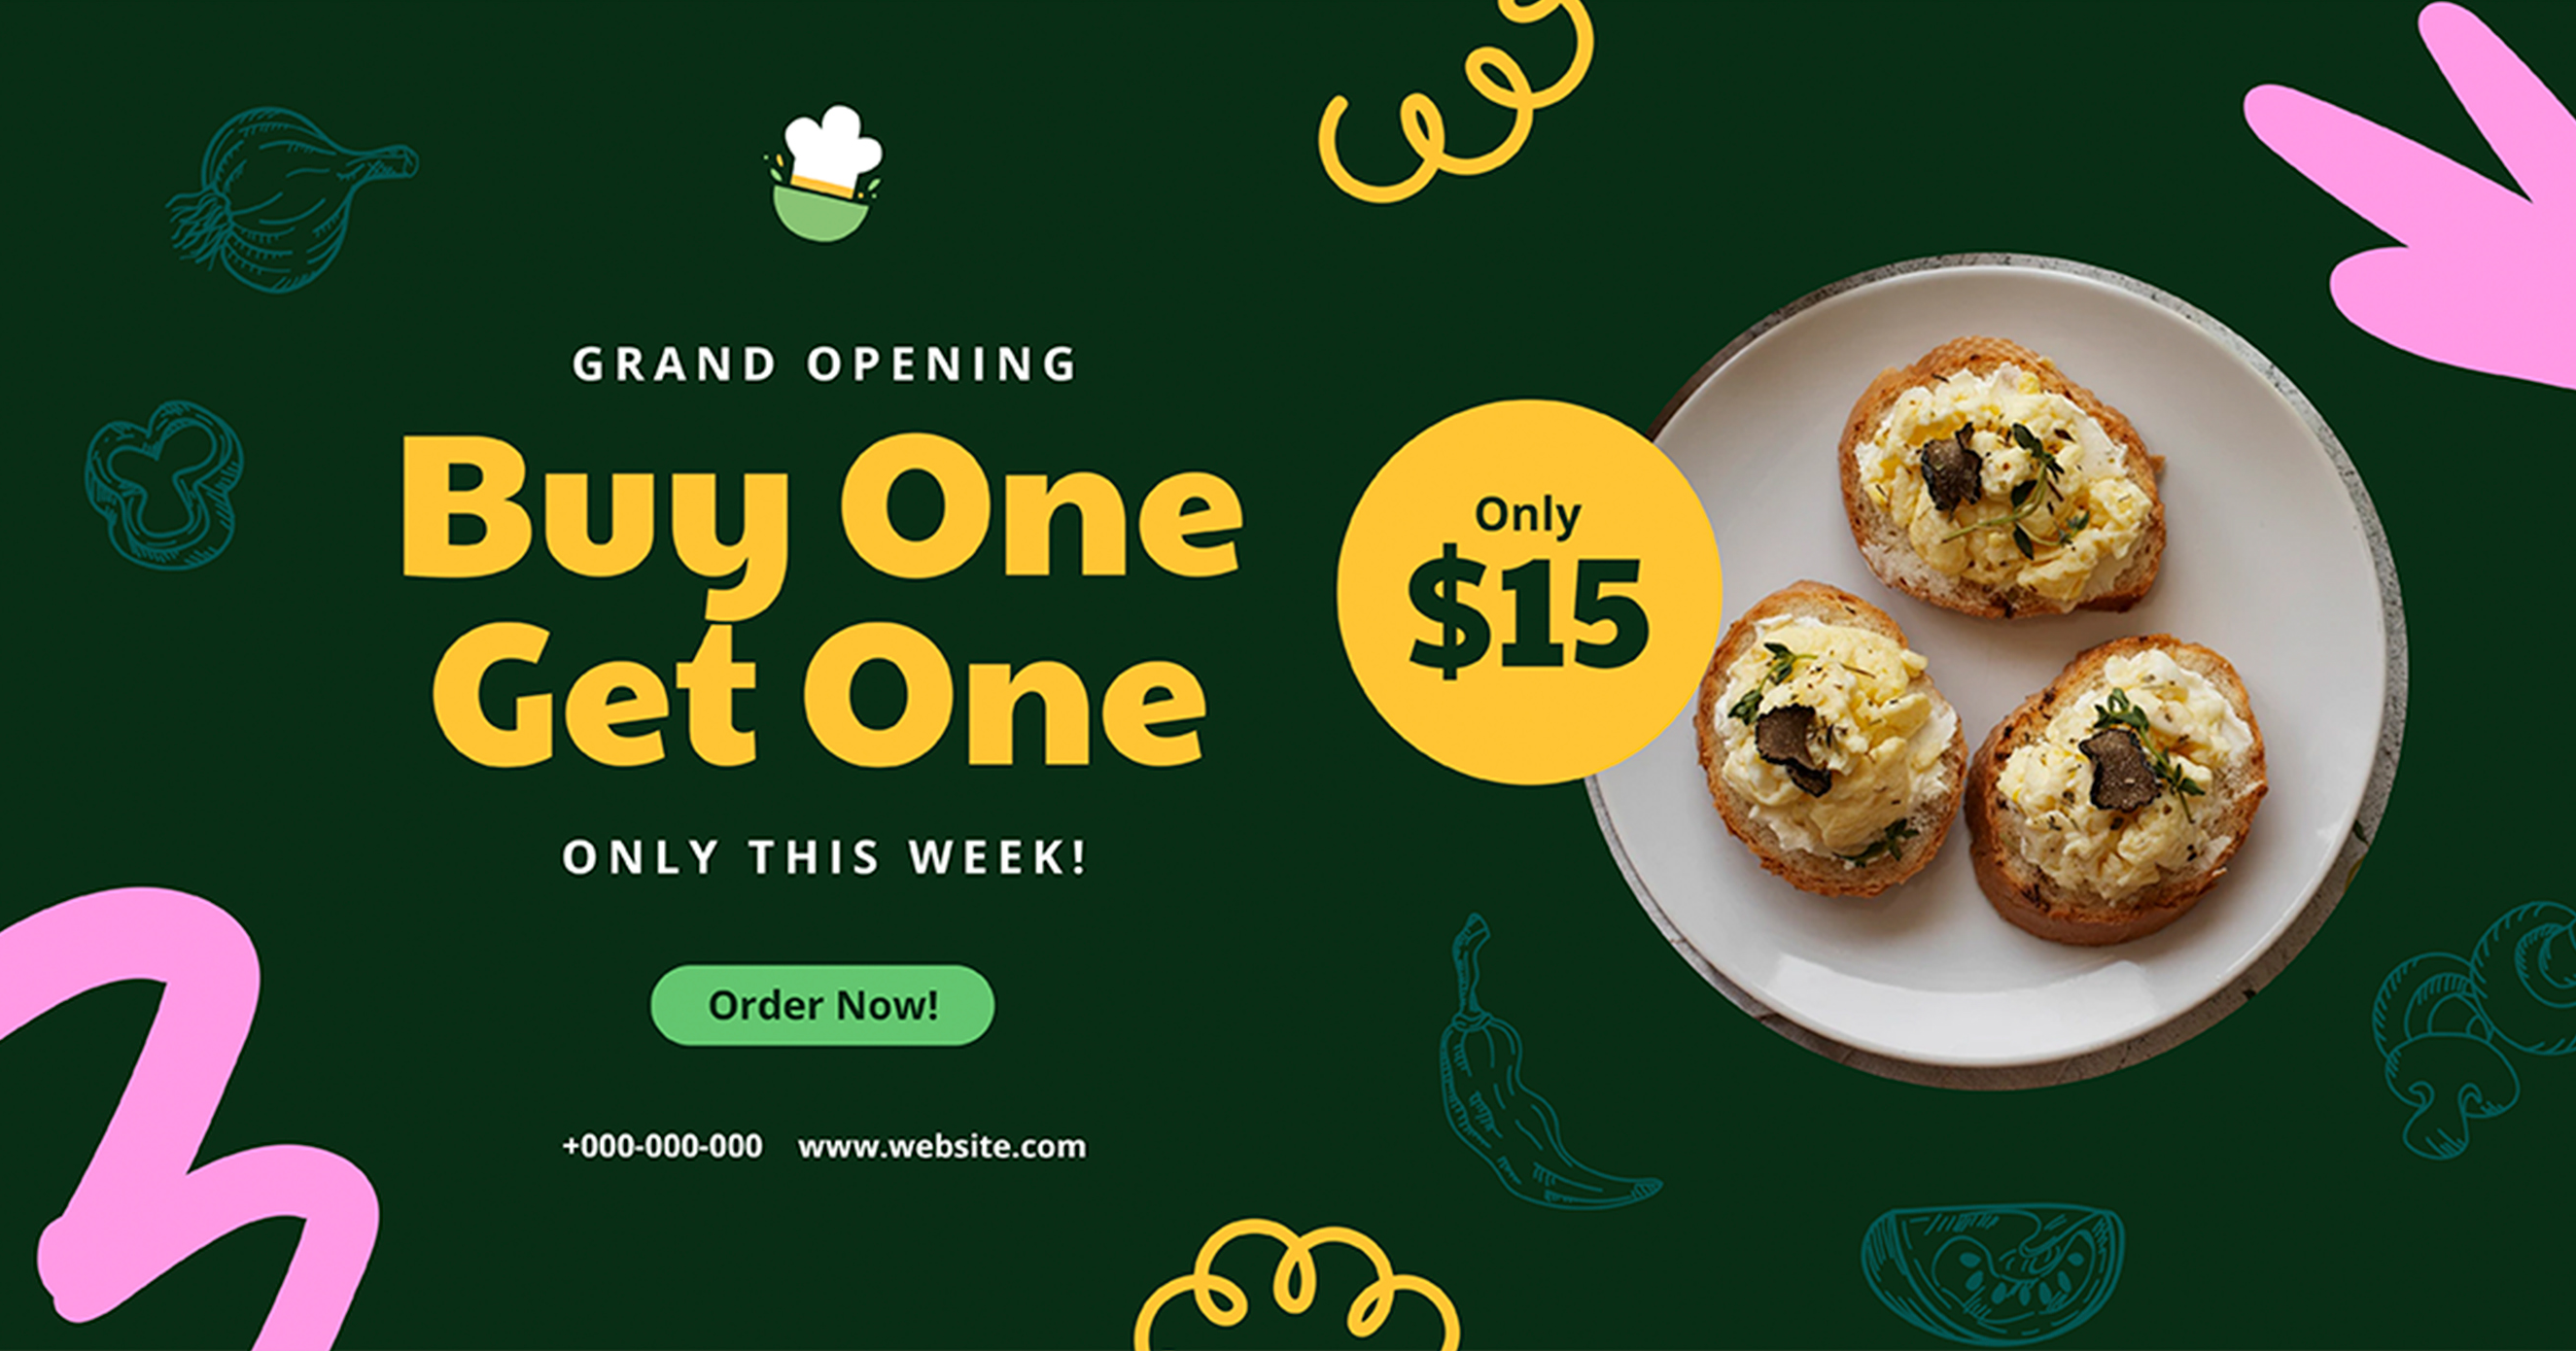 GRAND OPENING
Buy One
Get One
ONLY THIS WEEK!
Order Now!
+000-000-000 www.website.com
Only
$15